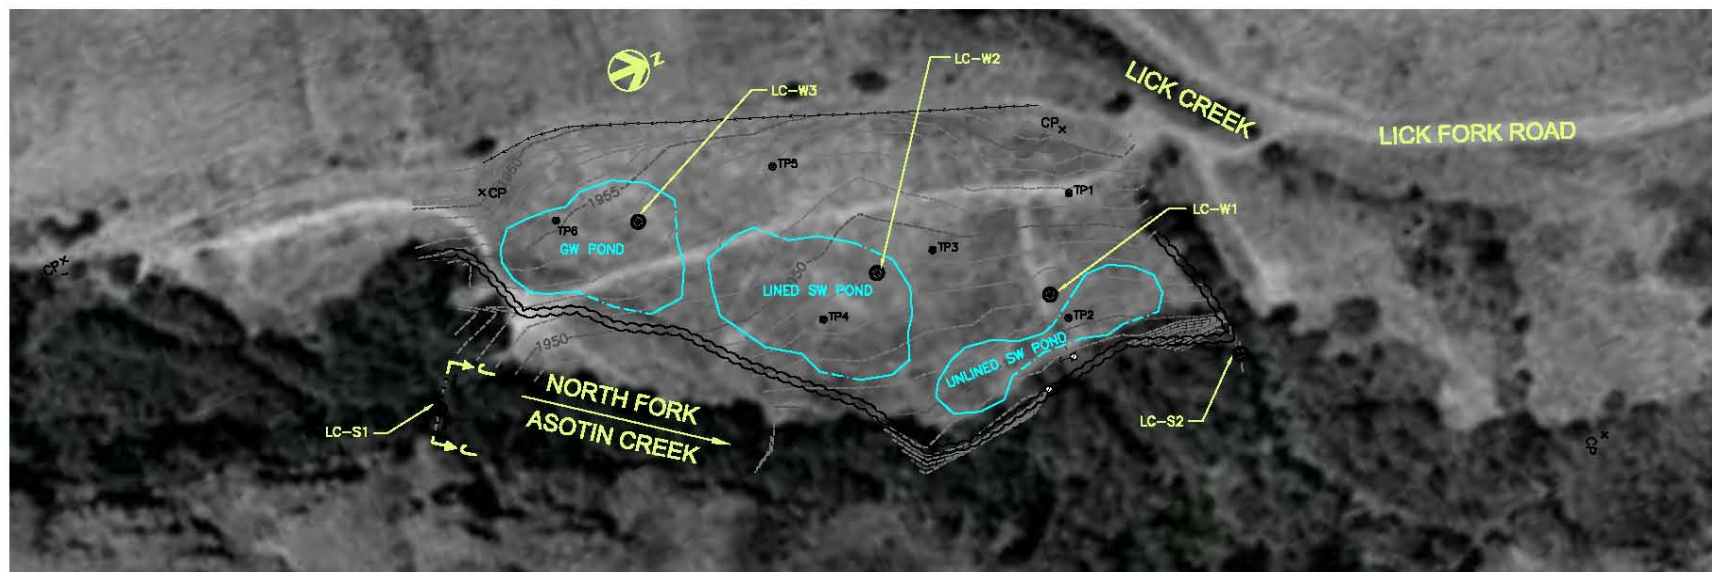 Z
LC-W2
LC-W3
LICK CREEK
LICK FORK ROAD
CP
1960
TP5
CP
1955
TP1
LC-W1
TP6
GW POND
TP3
CP
LINED SW POND
TP4
TP2
1950
UNLINED SW POND
NORTH FORK
ASOTIN CREEK
LC-S1
LC-S2
CP